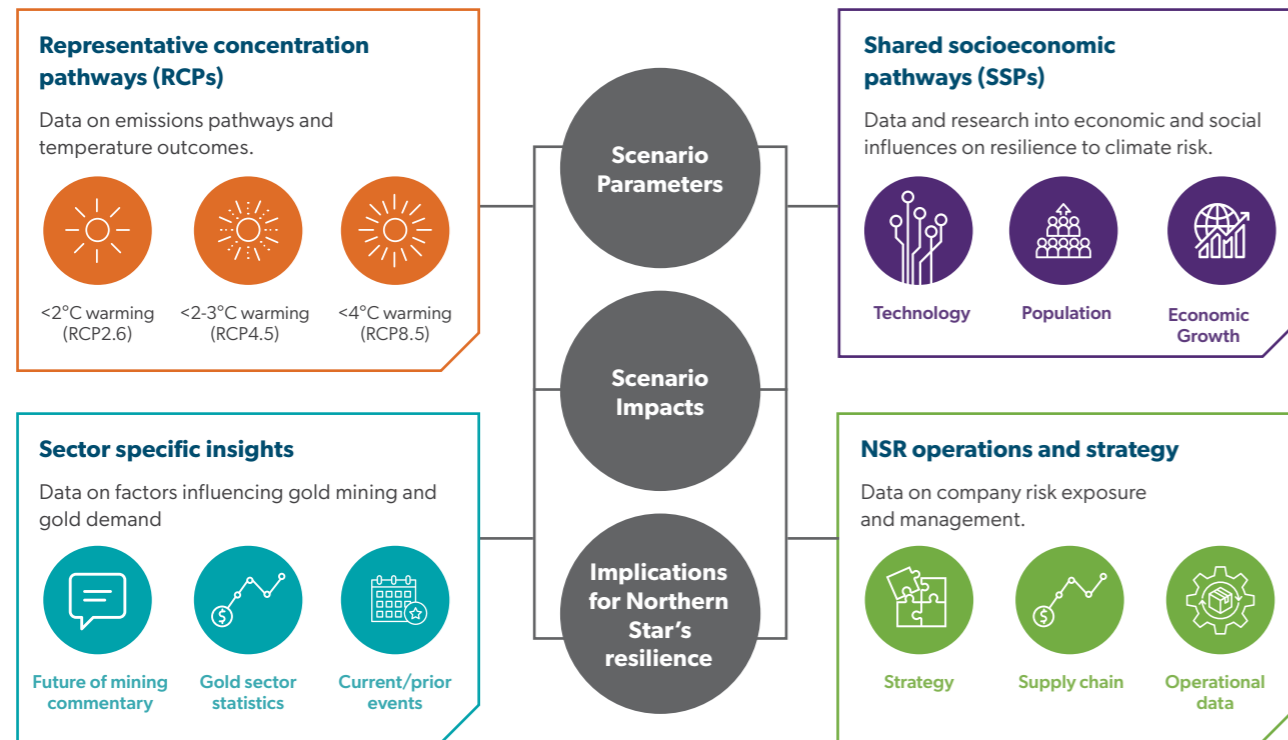 Representative concentration
pathways (RCPs)
Data on emissions pathways and
temperature outcomes.
<2°C warming
(RCP2.6)
<2-3°C warming
(RCP4.5)
<4°C warming
(RCP8.5)
Scenario
Parameters
Shared socioeconomic
pathways (SSPs)
Data and research into economic and social
influences on resilience to climate risk.
Technology
Population
Economic
Growth
Scenario
Impacts
Sector specific insights
Data on factors influencing gold mining and
gold demand
$
Future of mining
commentary
Gold sector
statistics
Current/prior
events
Implications
for Northern
Star’s
resilience
NSR operations and strategy
Data on company risk exposure
and management.
$
Strategy
Supply chain
Operational
data